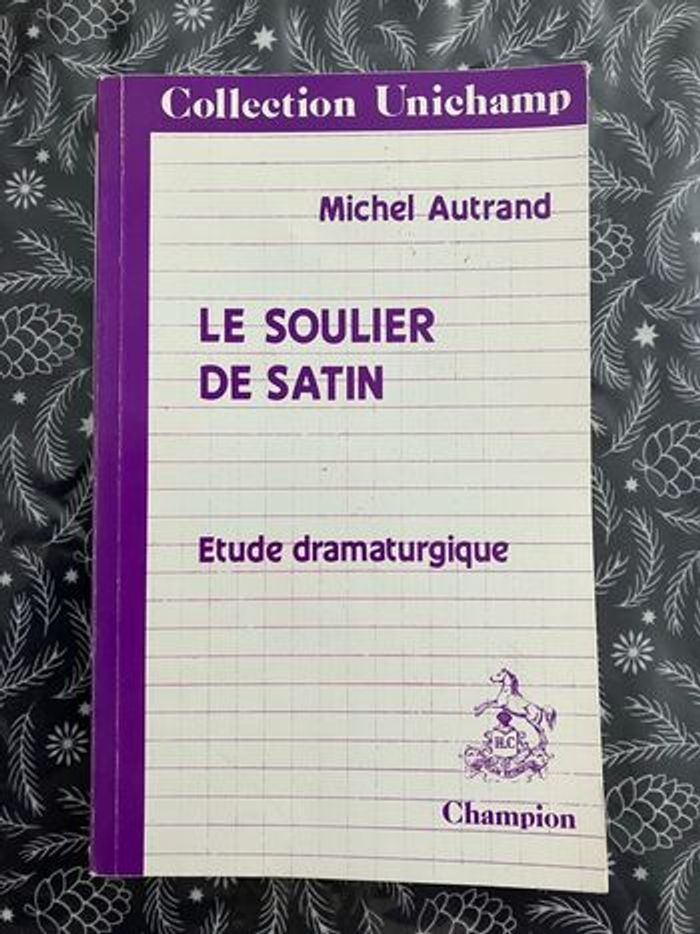 Collection Unichamp
Michel Autrand
LE SOULIER
DE SATIN
Etude dramaturgique
H.C
Champion